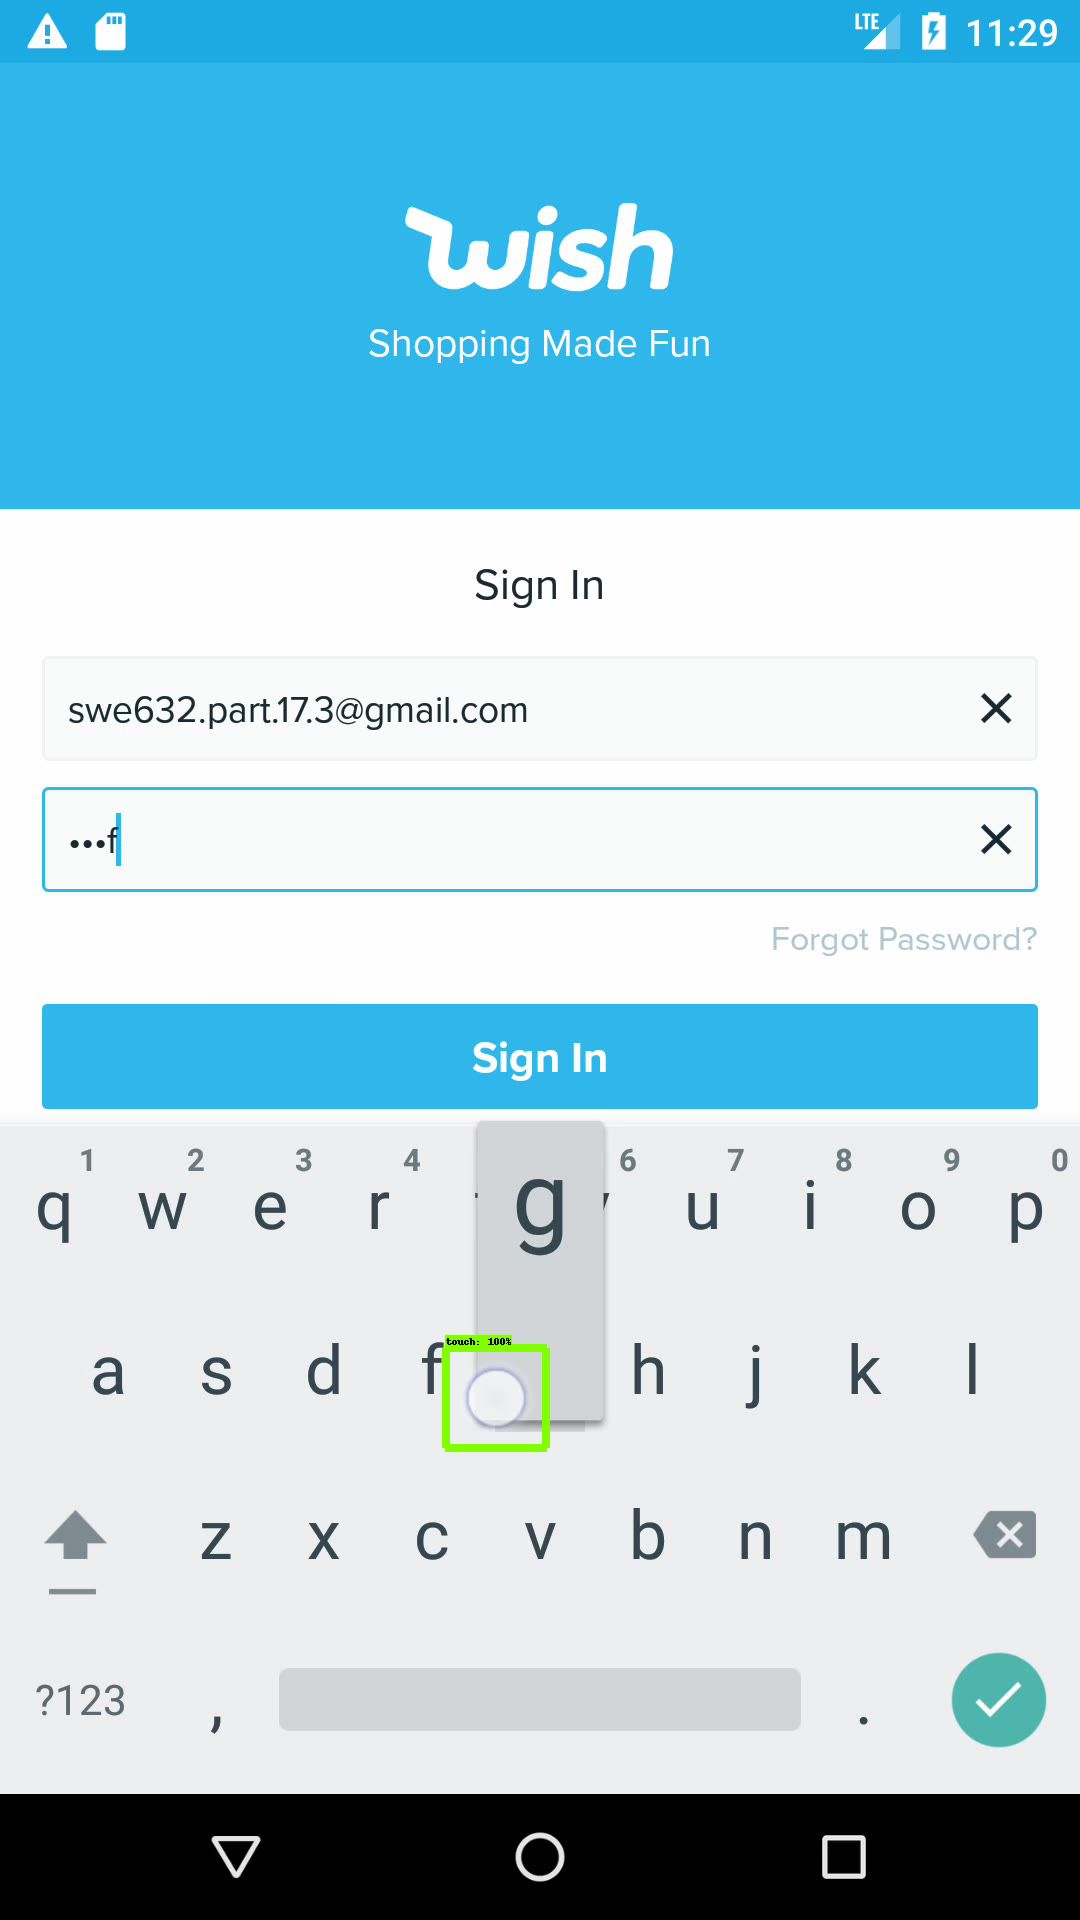 LTE 11:29
wish
Shopping Made Fun
Sign In
swe632.part.17.3@gmail.com
•••f
Forgot Password?
Sign In
1 2 3 4 6 7 8 9 0
q w e r g u i o p
touch: 100%
a s d f h j k l
z x c v b n m
?123 , .